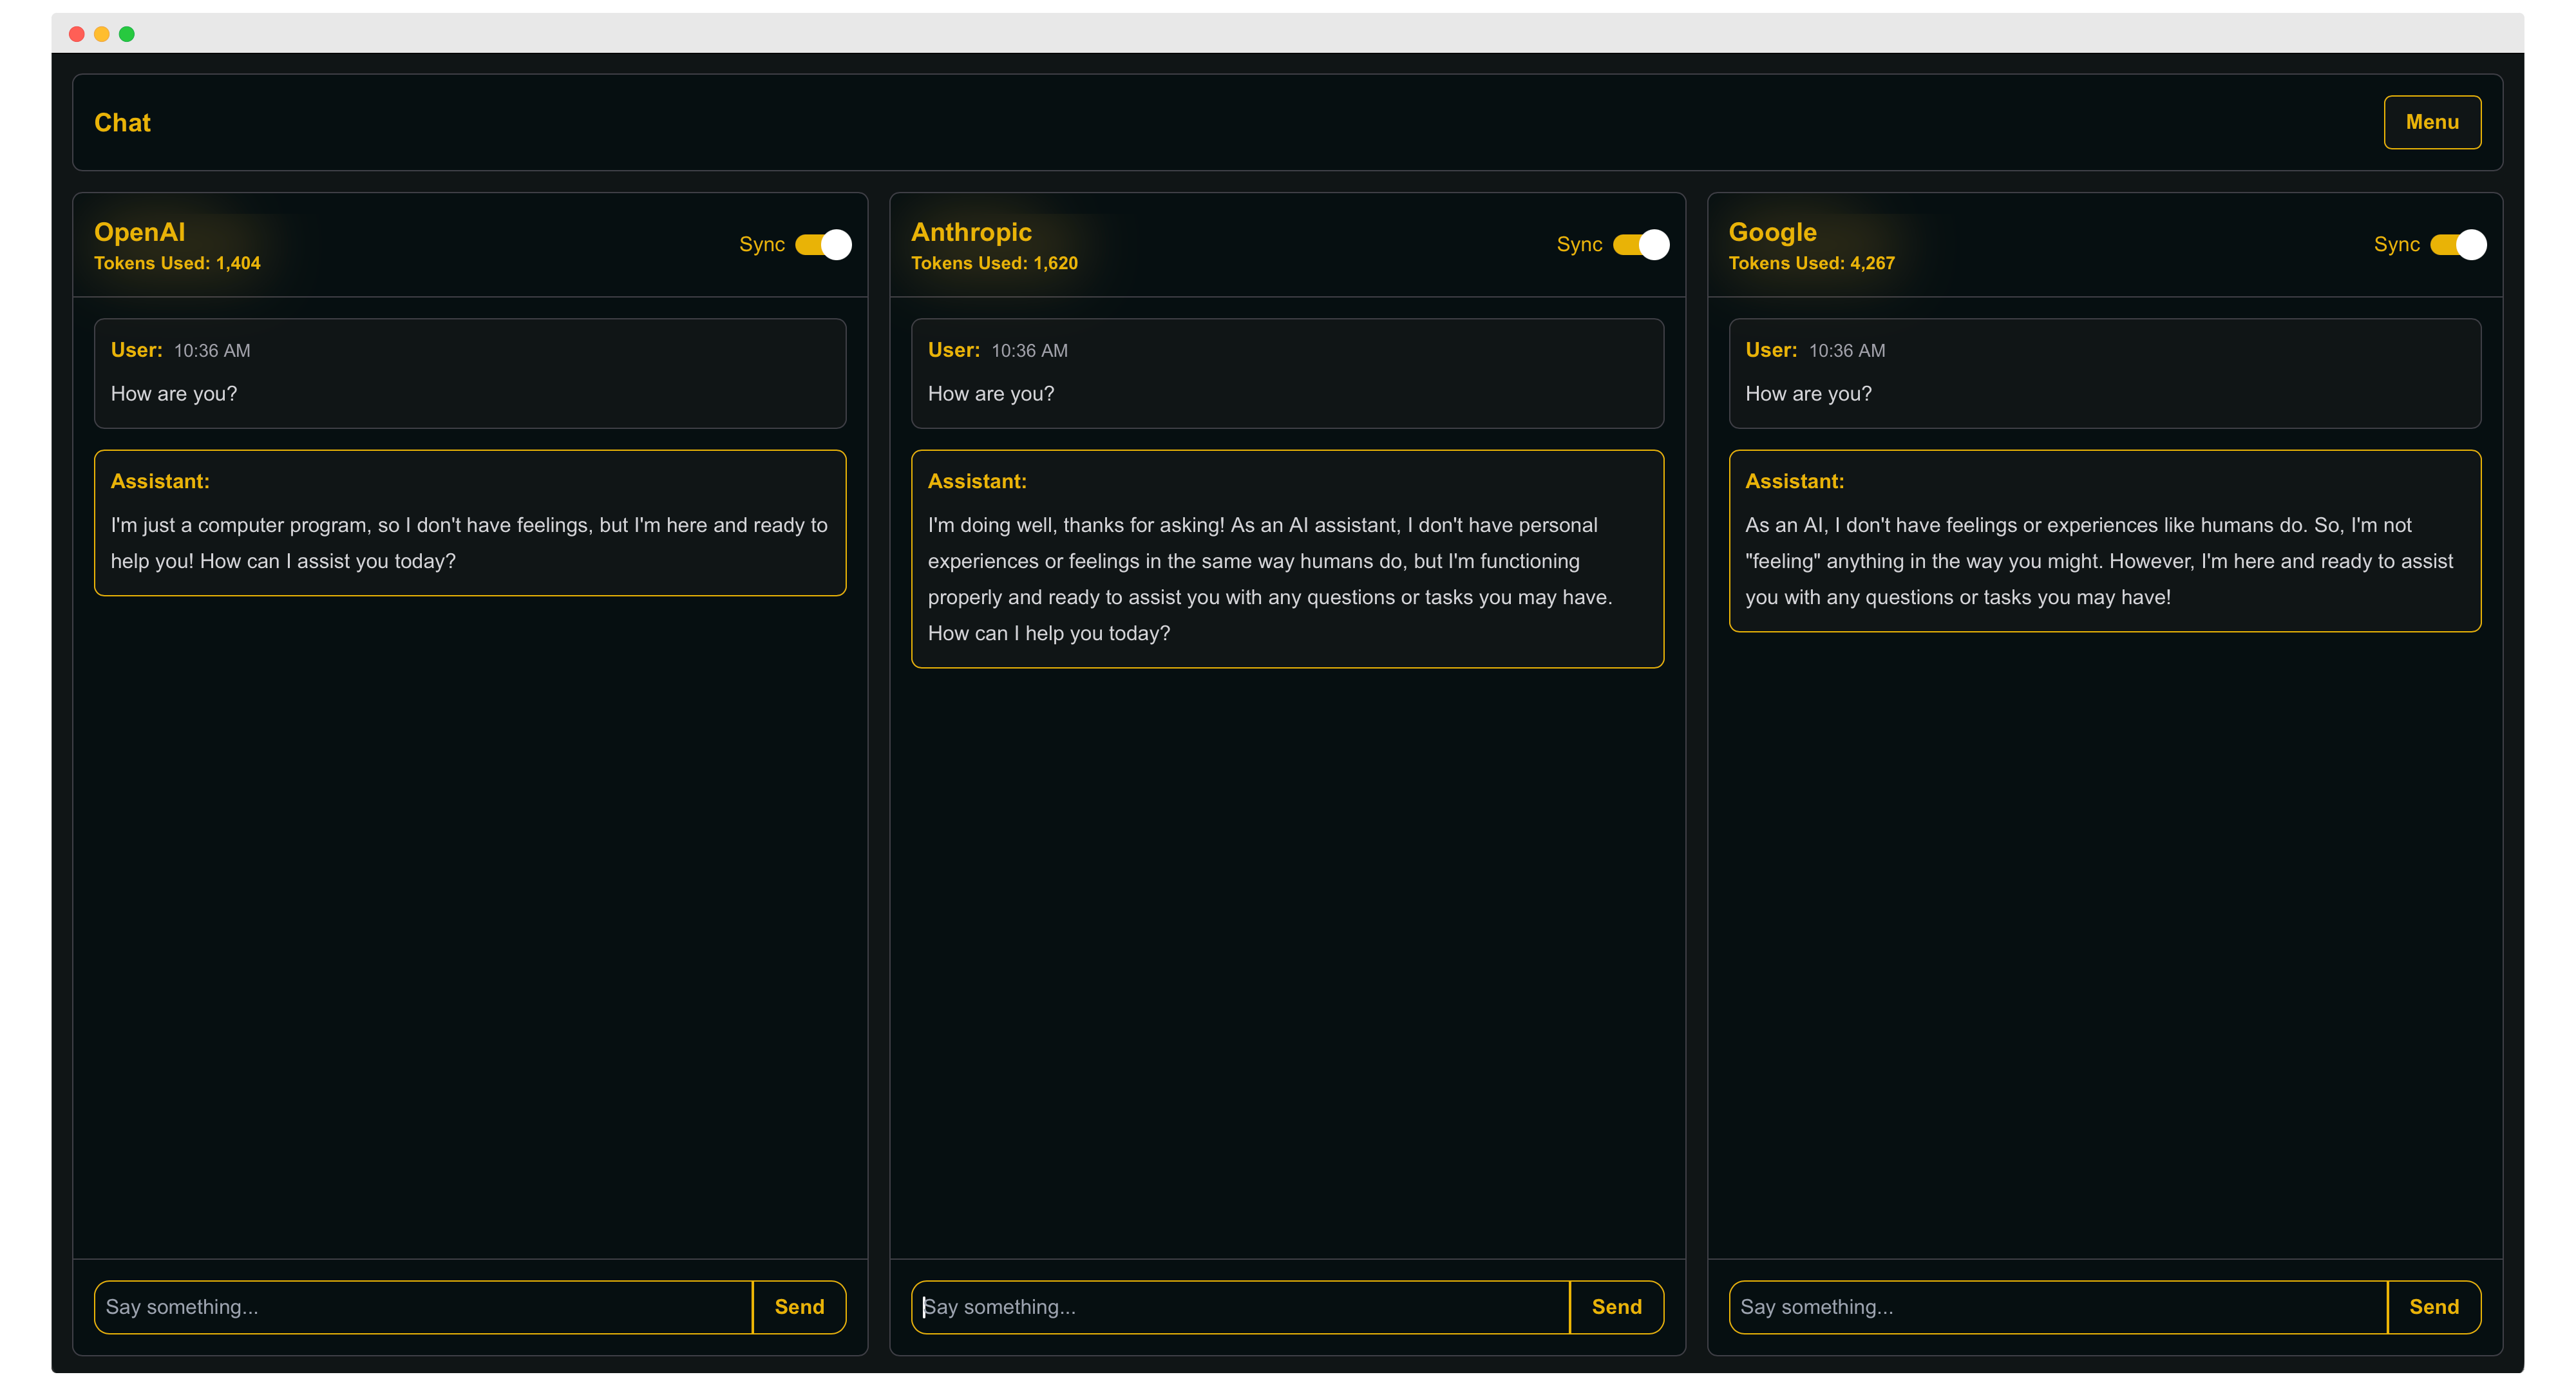 Chat
Menu
OpenAI
Tokens Used: 1,404
Sync
User: 10:36 AM
How are you?
Assistant:
I'm just a computer program, so I don't have feelings, but I'm here and ready to
help you! How can I assist you today?
Say something...
Send
Anthropic
Tokens Used: 1,620
Sync
User: 10:36 AM
How are you?
Assistant:
I'm doing well, thanks for asking! As an AI assistant, I don't have personal
experiences or feelings in the same way humans do, but I'm functioning
properly and ready to assist you with any questions or tasks you may have.
How can I help you today?
Say something...
Send
Google
Tokens Used: 4,267
Sync
User: 10:36 AM
How are you?
Assistant:
As an AI, I don't have feelings or experiences like humans do. So, I'm not
"feeling" anything in the way you might. However, I'm here and ready to assist
you with any questions or tasks you may have!
Say something...
Send